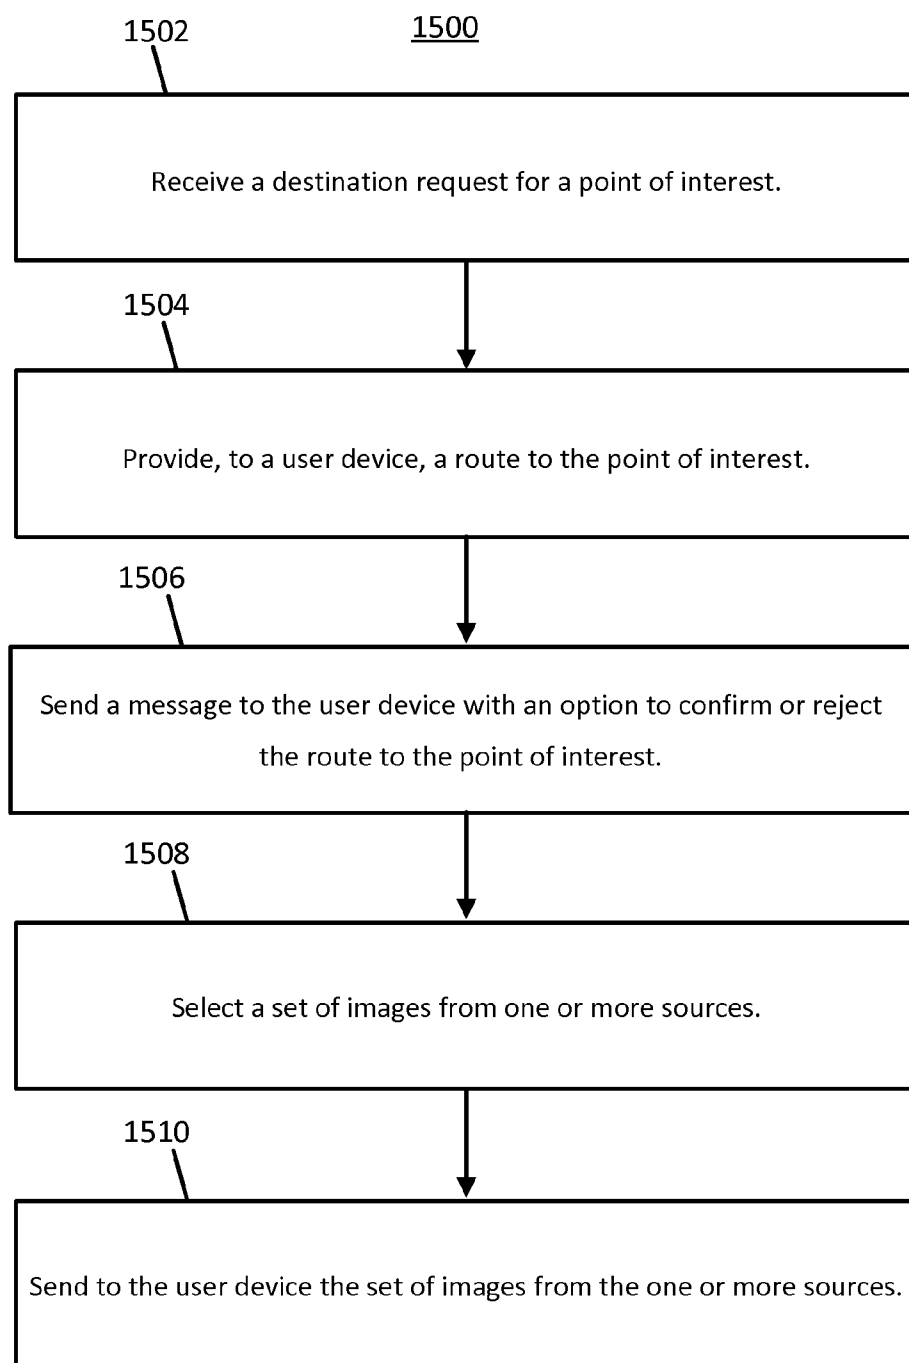 1502
1500
Receive a destination request for a point of interest.
1504
Provide, to a user device, a route to the point of interest.
1506
Send a message to the user device with an option to confirm or reject
the route to the point of interest.
1508
Select a set of images from one or more sources.
1510
Send to the user device the set of images from the one or more sources.